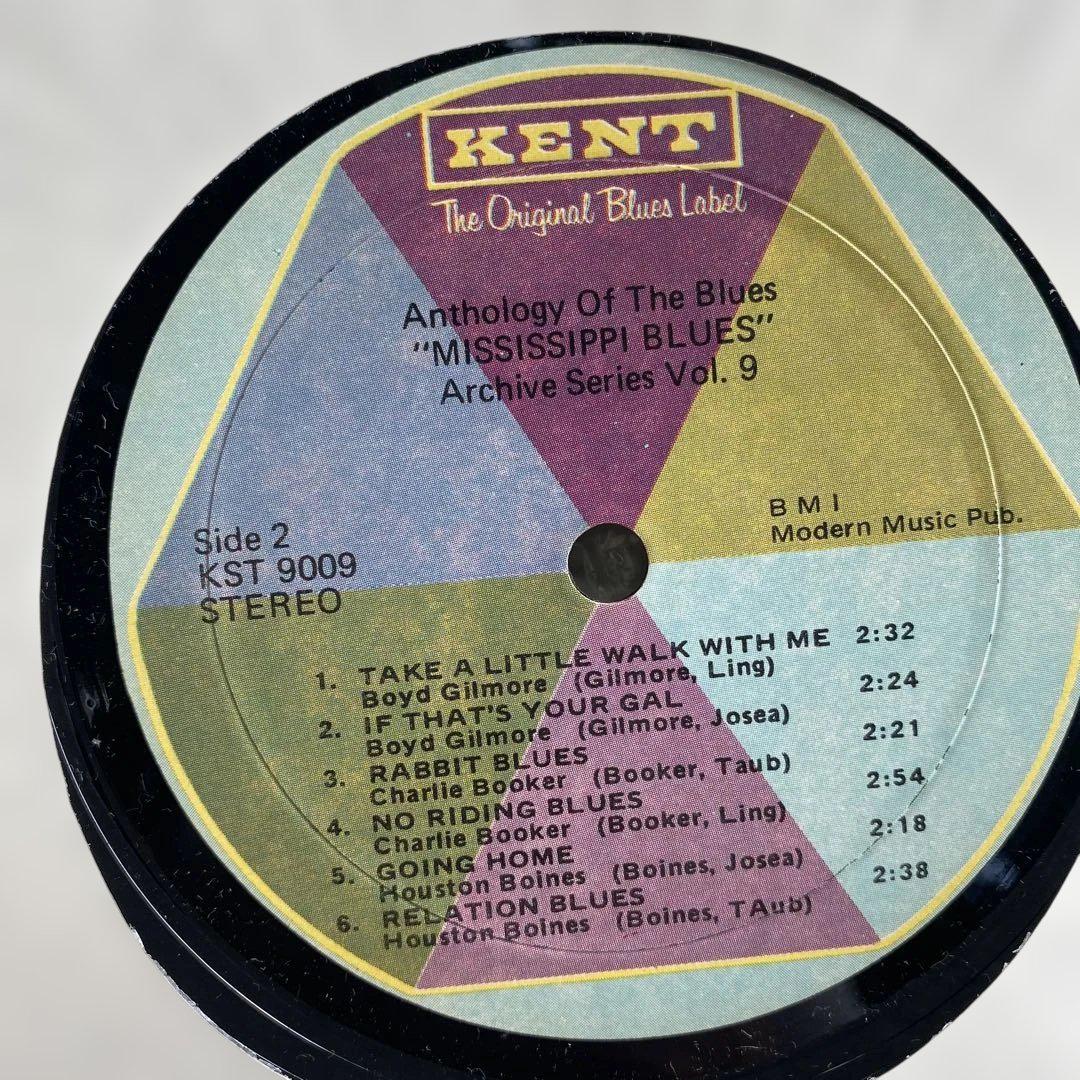 KENT
The Original Blues Label
Anthology Of The Blues
"MISSISSIPPI BLUES"
Archive Series Vol. 9
Side 2
KST 9009
STEREO
B M I
Modern Music Pub.
1. TAKE A LITTLE WALK WITH ME 2:32
Boyd Gilmore (Gilmore, Ling)
2. IF THAT'S YOUR GAL 2:24
Boyd Gilmore (Gilmore, Josea)
3. RABBIT BLUES 2:21
Charlie Booker (Booker, Taub)
4. NO RIDING BLUES 2:54
Charlie Booker (Booker, Ling)
5. GOING HOME 2:18
Houston Boines (Boines, Josea)
6. RELATION BLUES 2:38
Houston Boines (Boines, TAub)